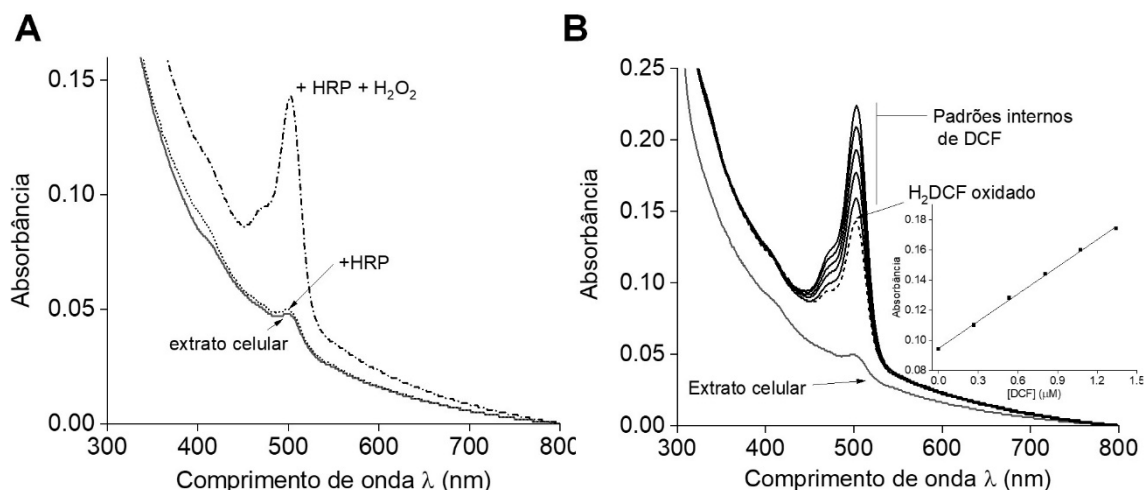 A
0.15
0.10
0.05
0.00
Absorbância
+ HRP + H₂O₂
+HRP
extrato celular
300 400 500 600 700 800
Comprimento de onda λ (nm)
B
0.25
0.20
0.15
0.10
0.05
0.00
Absorbância
Padrões internos
de DCF
H₂DCF oxidado
Extrato celular
2
0.18
0.16
0.14
0.12
0.10
0.08
Absorbância
0.0 0.3 0.6 0.9 1.2 1.5
[DCF] (μM)
300 400 500 600 700 800
Comprimento de onda λ (nm)